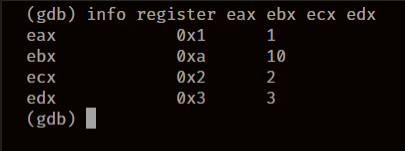 (gdb) info register eax ebx ecx edx
eax 0x1 1
ebx 0xa 10
ecx 0x2 2
edx 0x3 3
(gdb)